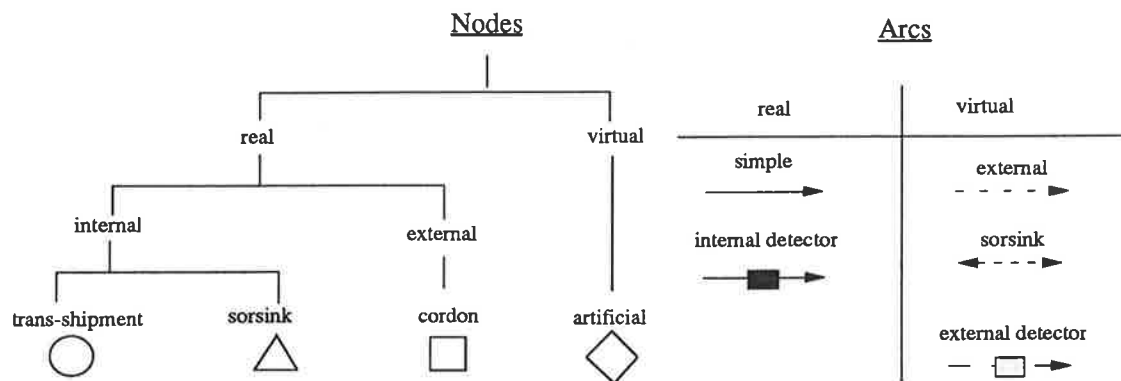 Nodes
Arcs
real
virtual
real
virtual
simple
external
internal
external
internal detector
sorsink
trans-shipment
sorsink
cordon
artificial
external detector